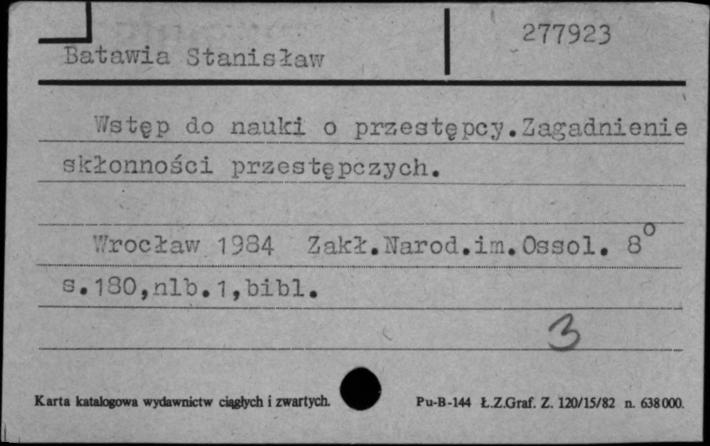 277923
Batawia Stanisław
Wstęp do nauki o przestępcy.Zagadnienie
skłonności przestępczych.
Wrocław 1984 Zakł.Narod.im.Ossol. 8°
s.180,nlb.1,bibl.
3
Karta katalogowa wydawnictw ciągłych i zwartych. Pu-B-144 Ł.Z.Graf. Z. 120/15/82 n. 638000.